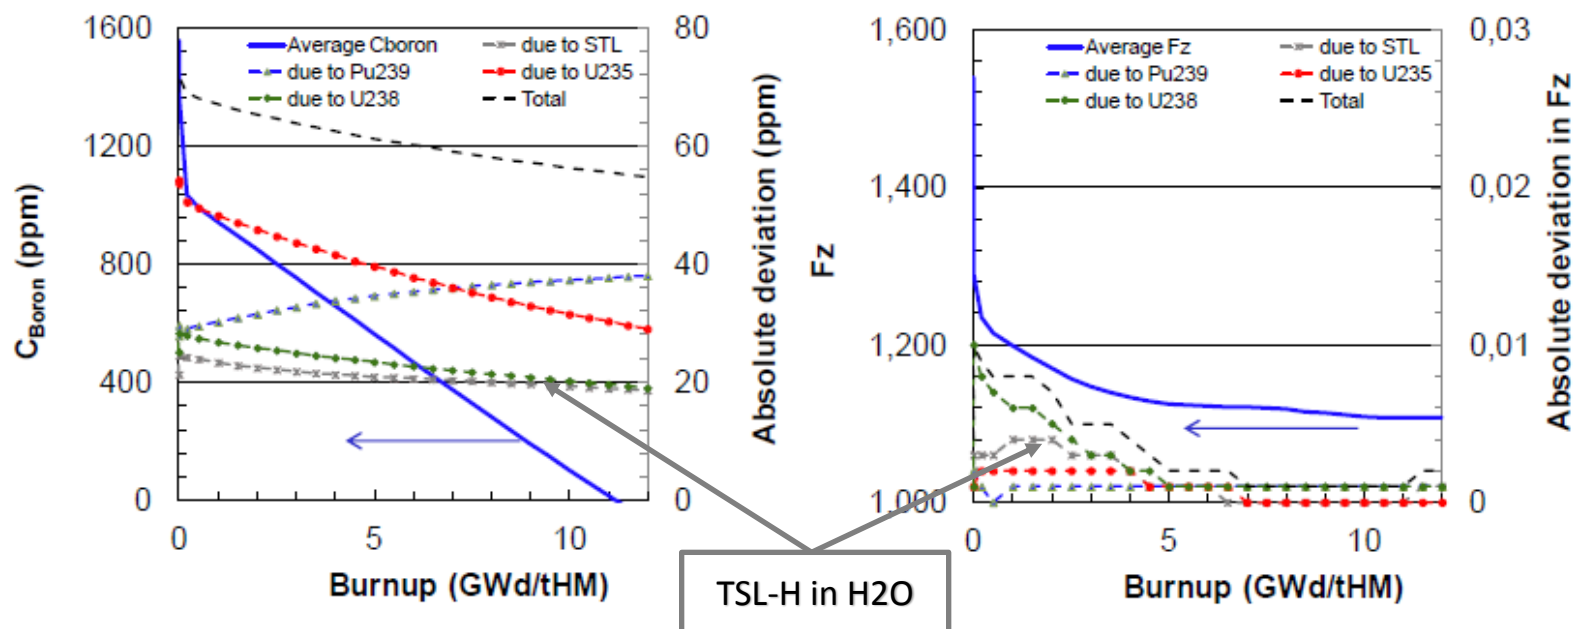 1600
1200
800
400
0
C_Boron (ppm)
Average Cboron
due to STL
due to Pu239
due to U235
due to U238
Total
80
60
40
20
0
Absolute deviation (ppm)
0
5
10
Burnup (GWd/tHM)
1,600
1,400
1,200
1,000
Fz
Average Fz
due to STL
due to Pu239
due to U235
due to U238
Total
0,03
0,02
0,01
0
Absolute deviation in Fz
0
5
10
Burnup (GWd/tHM)
TSL-H in H2O